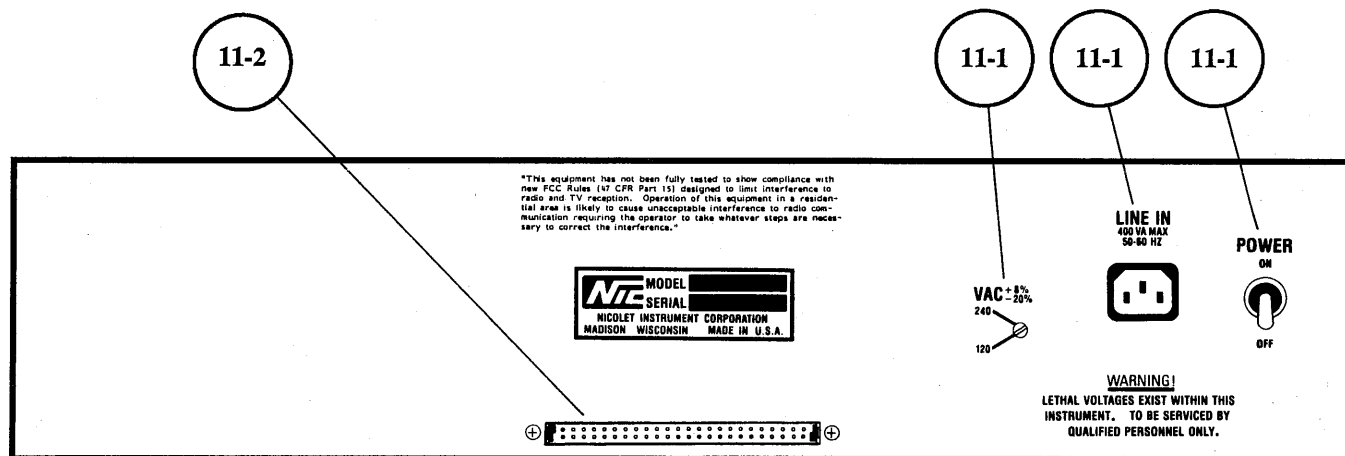 11-2
11-1
11-1
11-1
"This equipment has not been fully tested to show compliance with
new FCC Rules (47 CFR Part 15) designed to limit interference to
radio and TV reception. Operation of this equipment in a residen-
tial area is likely to cause unacceptable interference to radio com-
munication requiring the operator to take whatever steps are neces-
sary to correct the interference."
Nic
MODEL
SERIAL
NICOLET INSTRUMENT CORPORATION
MADISON WISCONSIN MADE IN U.S.A.
VAC +8% -20%
240
120
LINE IN
400 VA MAX
50-60 HZ
POWER
ON
OFF
WARNING!
LETHAL VOLTAGES EXIST WITHIN THIS
INSTRUMENT. TO BE SERVICED BY
QUALIFIED PERSONNEL ONLY.